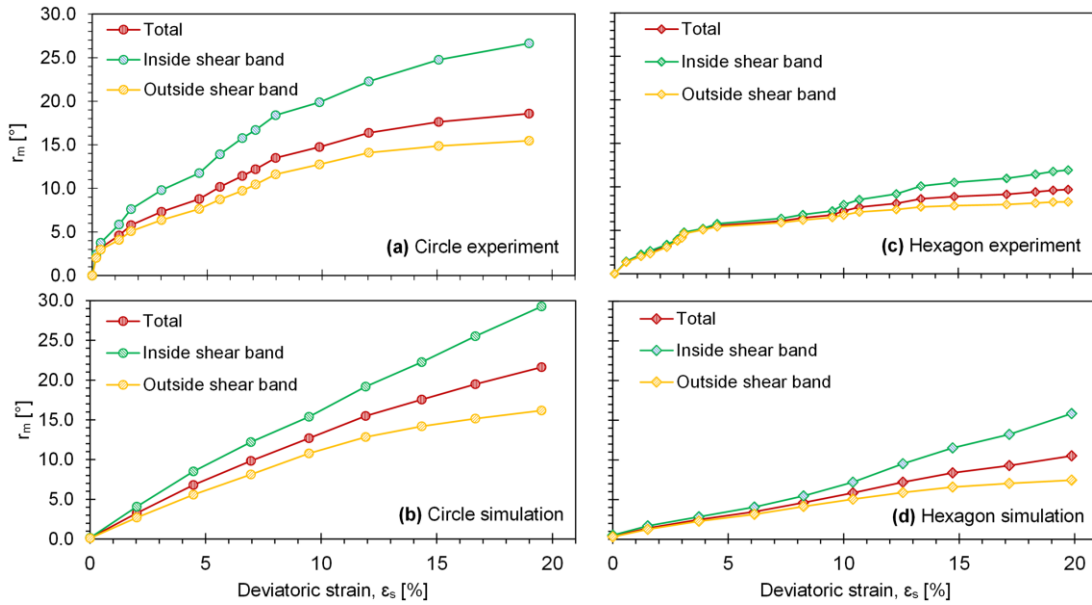 30.0
25.0
20.0
15.0
10.0
5.0
0.0
r_m [°]
Total
Inside shear band
Outside shear band
(a) Circle experiment
Total
Inside shear band
Outside shear band
(c) Hexagon experiment
30.0
25.0
20.0
15.0
10.0
5.0
0.0
r_m [°]
Total
Inside shear band
Outside shear band
(b) Circle simulation
0 5 10 15 20
Deviatoric strain, ε_s [%]
Total
Inside shear band
Outside shear band
(d) Hexagon simulation
0 5 10 15 20
Deviatoric strain, ε_s [%]